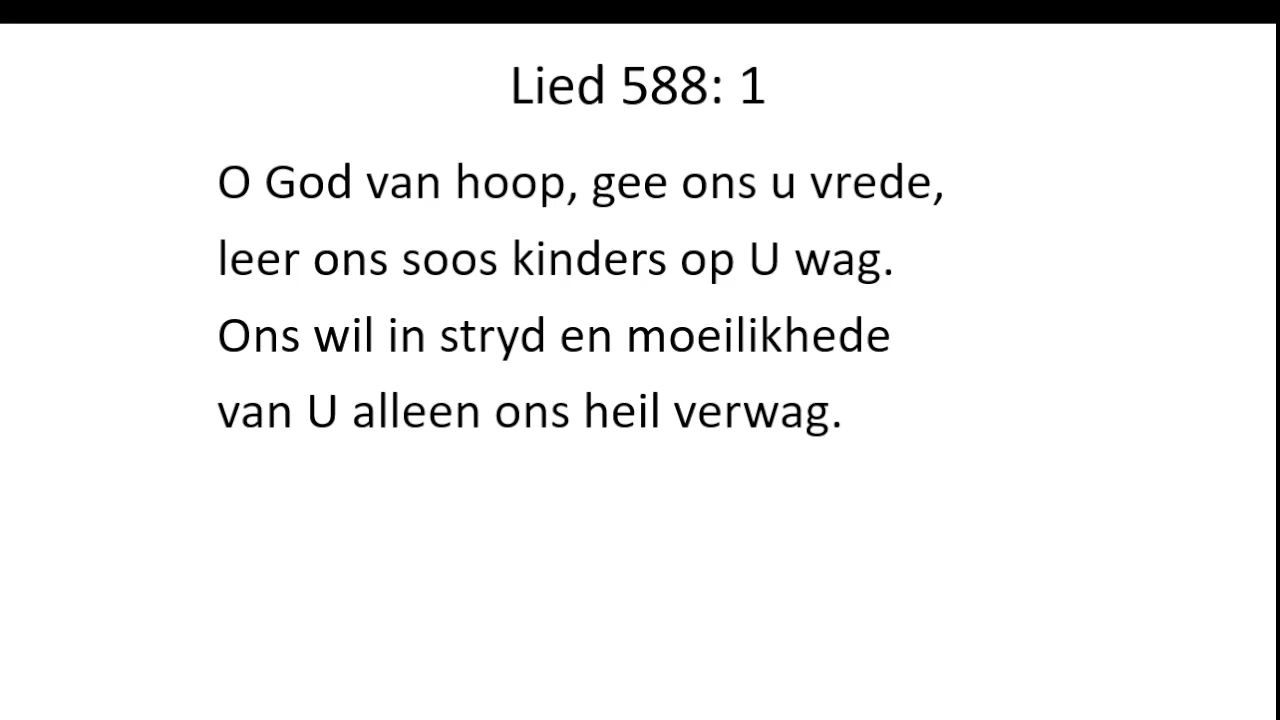 Lied 588: 1
O God van hoop, gee ons u vrede,
leer ons soos kinders op U wag.
Ons wil in stryd en moeilikhede
van U alleen ons heil verwag.